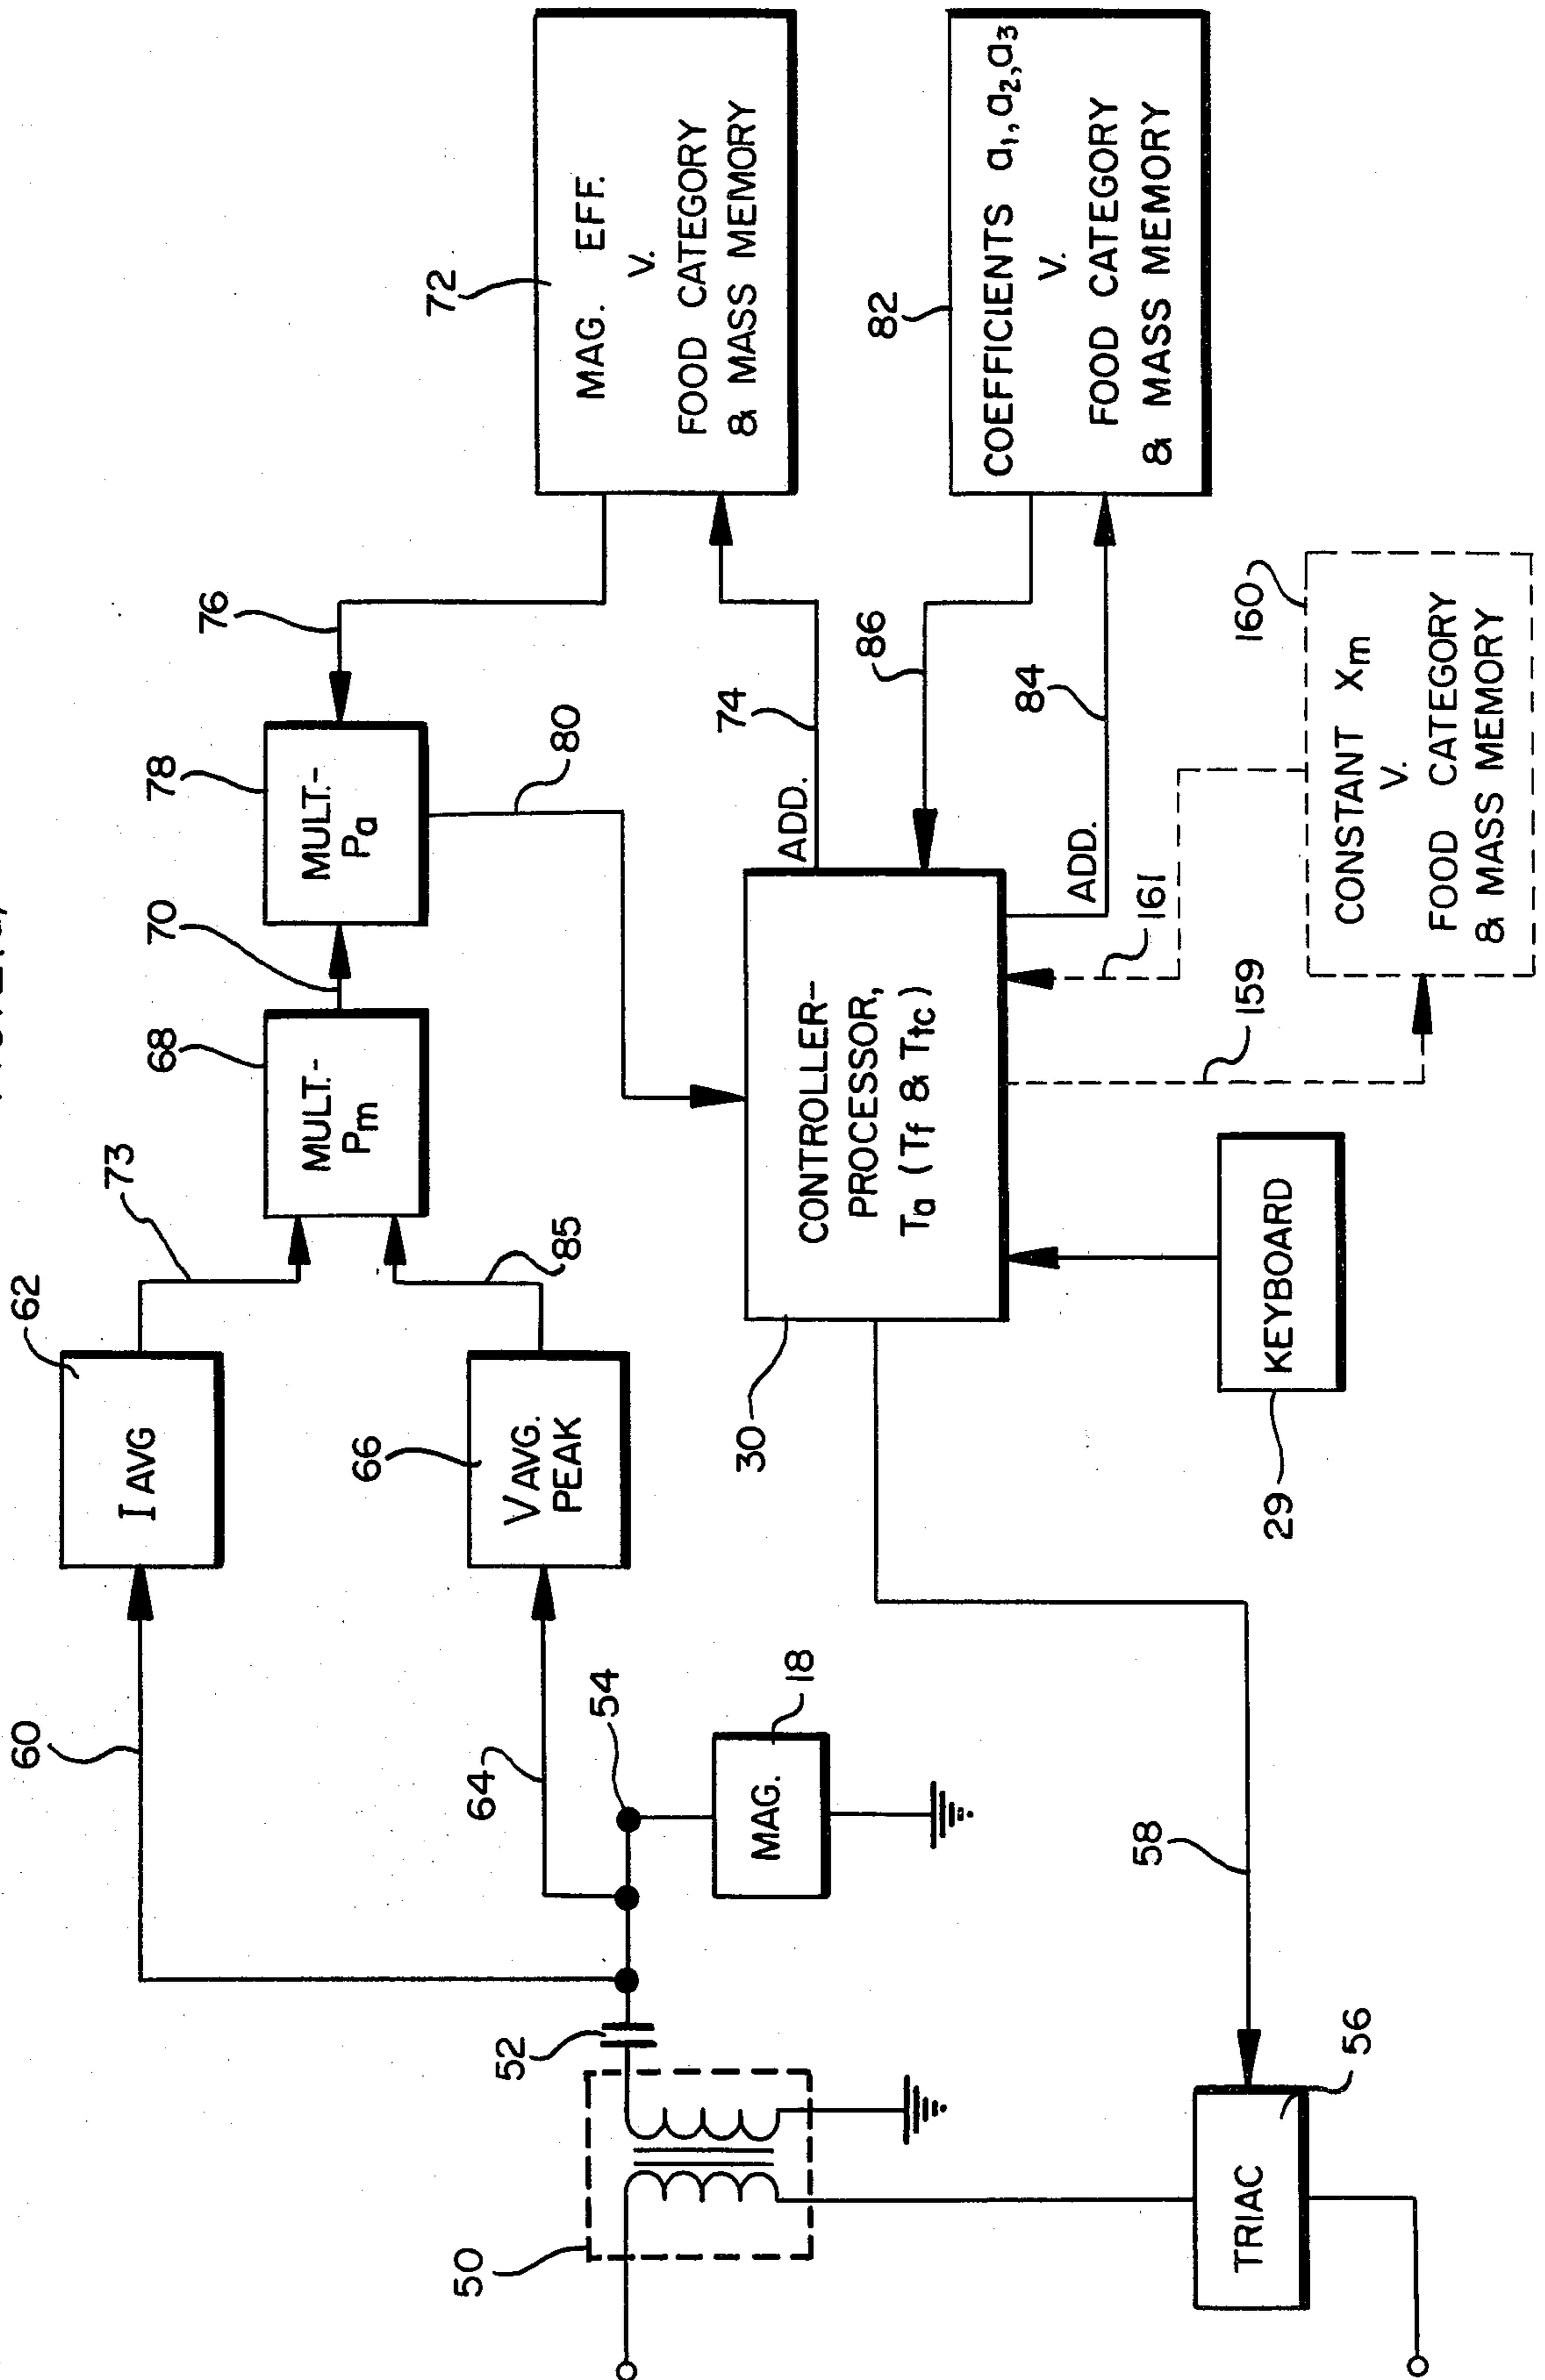 60
62
I AVG
73
68
MULT.-
Pm
70
78
MULT.-
Pa
76
64
66
V AVG.
PEAK
85
80
72
MAG. EFF.
V.
FOOD CATEGORY
& MASS MEMORY
50
52
54
MAG.
18
30
CONTROLLER-
PROCESSOR,
Ta (Tf & Ttc)
ADD.
74
86
84
ADD.
82
COEFFICIENTS a1,a2,a3
V.
FOOD CATEGORY
& MASS MEMORY
58
TRIAC
56
29
KEYBOARD
159
161
160
CONSTANT Xm
V.
FOOD CATEGORY
& MASS MEMORY